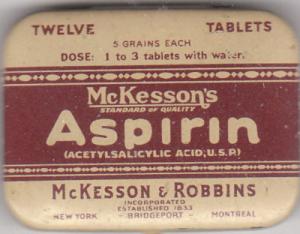 TWELVE TABLETS
5 GRAINS EACH
DOSE: 1 to 3 tablets with water.
McKesson's
STANDARD OF QUALITY
Aspirin
(ACETYLSALICYLIC ACID, U.S.P.)
McKESSON & ROBBINS
INCORPORATED
ESTABLISHED 1833
NEW YORK - BRIDGEPORT - MONTREAL